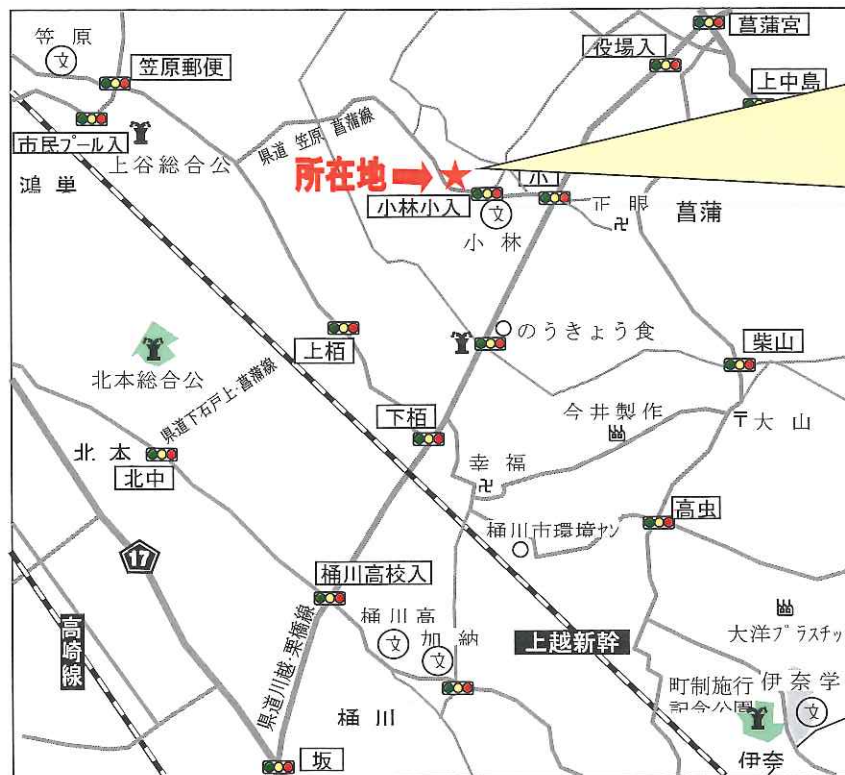 笠原
文
笠原郵便
市民プール入
上谷総合公
鴻巣
県道 笠原 菖蒲線
所在地
小林小入
文
小林
小
正眼
菖蒲
役場入
菖蒲宮
上中島
北本総合公
上栢
県道下石戸上・菖蒲線
のうきょう食
柴山
今井製作
〒大山
下栢
幸福
北本
北中
高虫
桶川市環境セン
17
高崎線
桶川高校入
県道川越・栗橋線
桶川高
文
加納
文
上越新幹
大洋プラスチッ
町制施行
記念公園
伊奈学
文
桶川
坂
伊奈